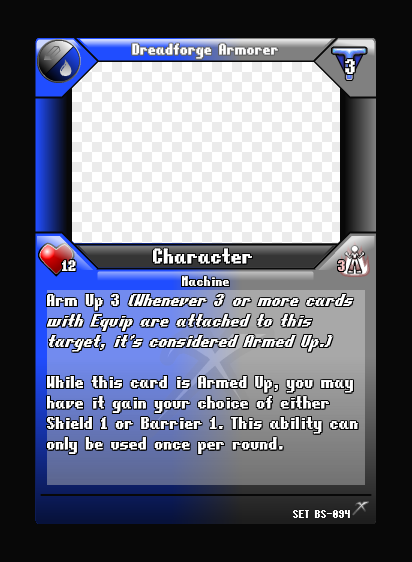 Dreadforge Armorer
2
3
Character
12
3
Machine
Arm Up 3 (Whenever 3 or more cards
with Equip are attached to this
target, it's considered Armed Up.)
While this card is Armed Up, you may
have it gain your choice of either
Shield 1 or Barrier 1. This ability can
only be used once per round.
SET BS-094